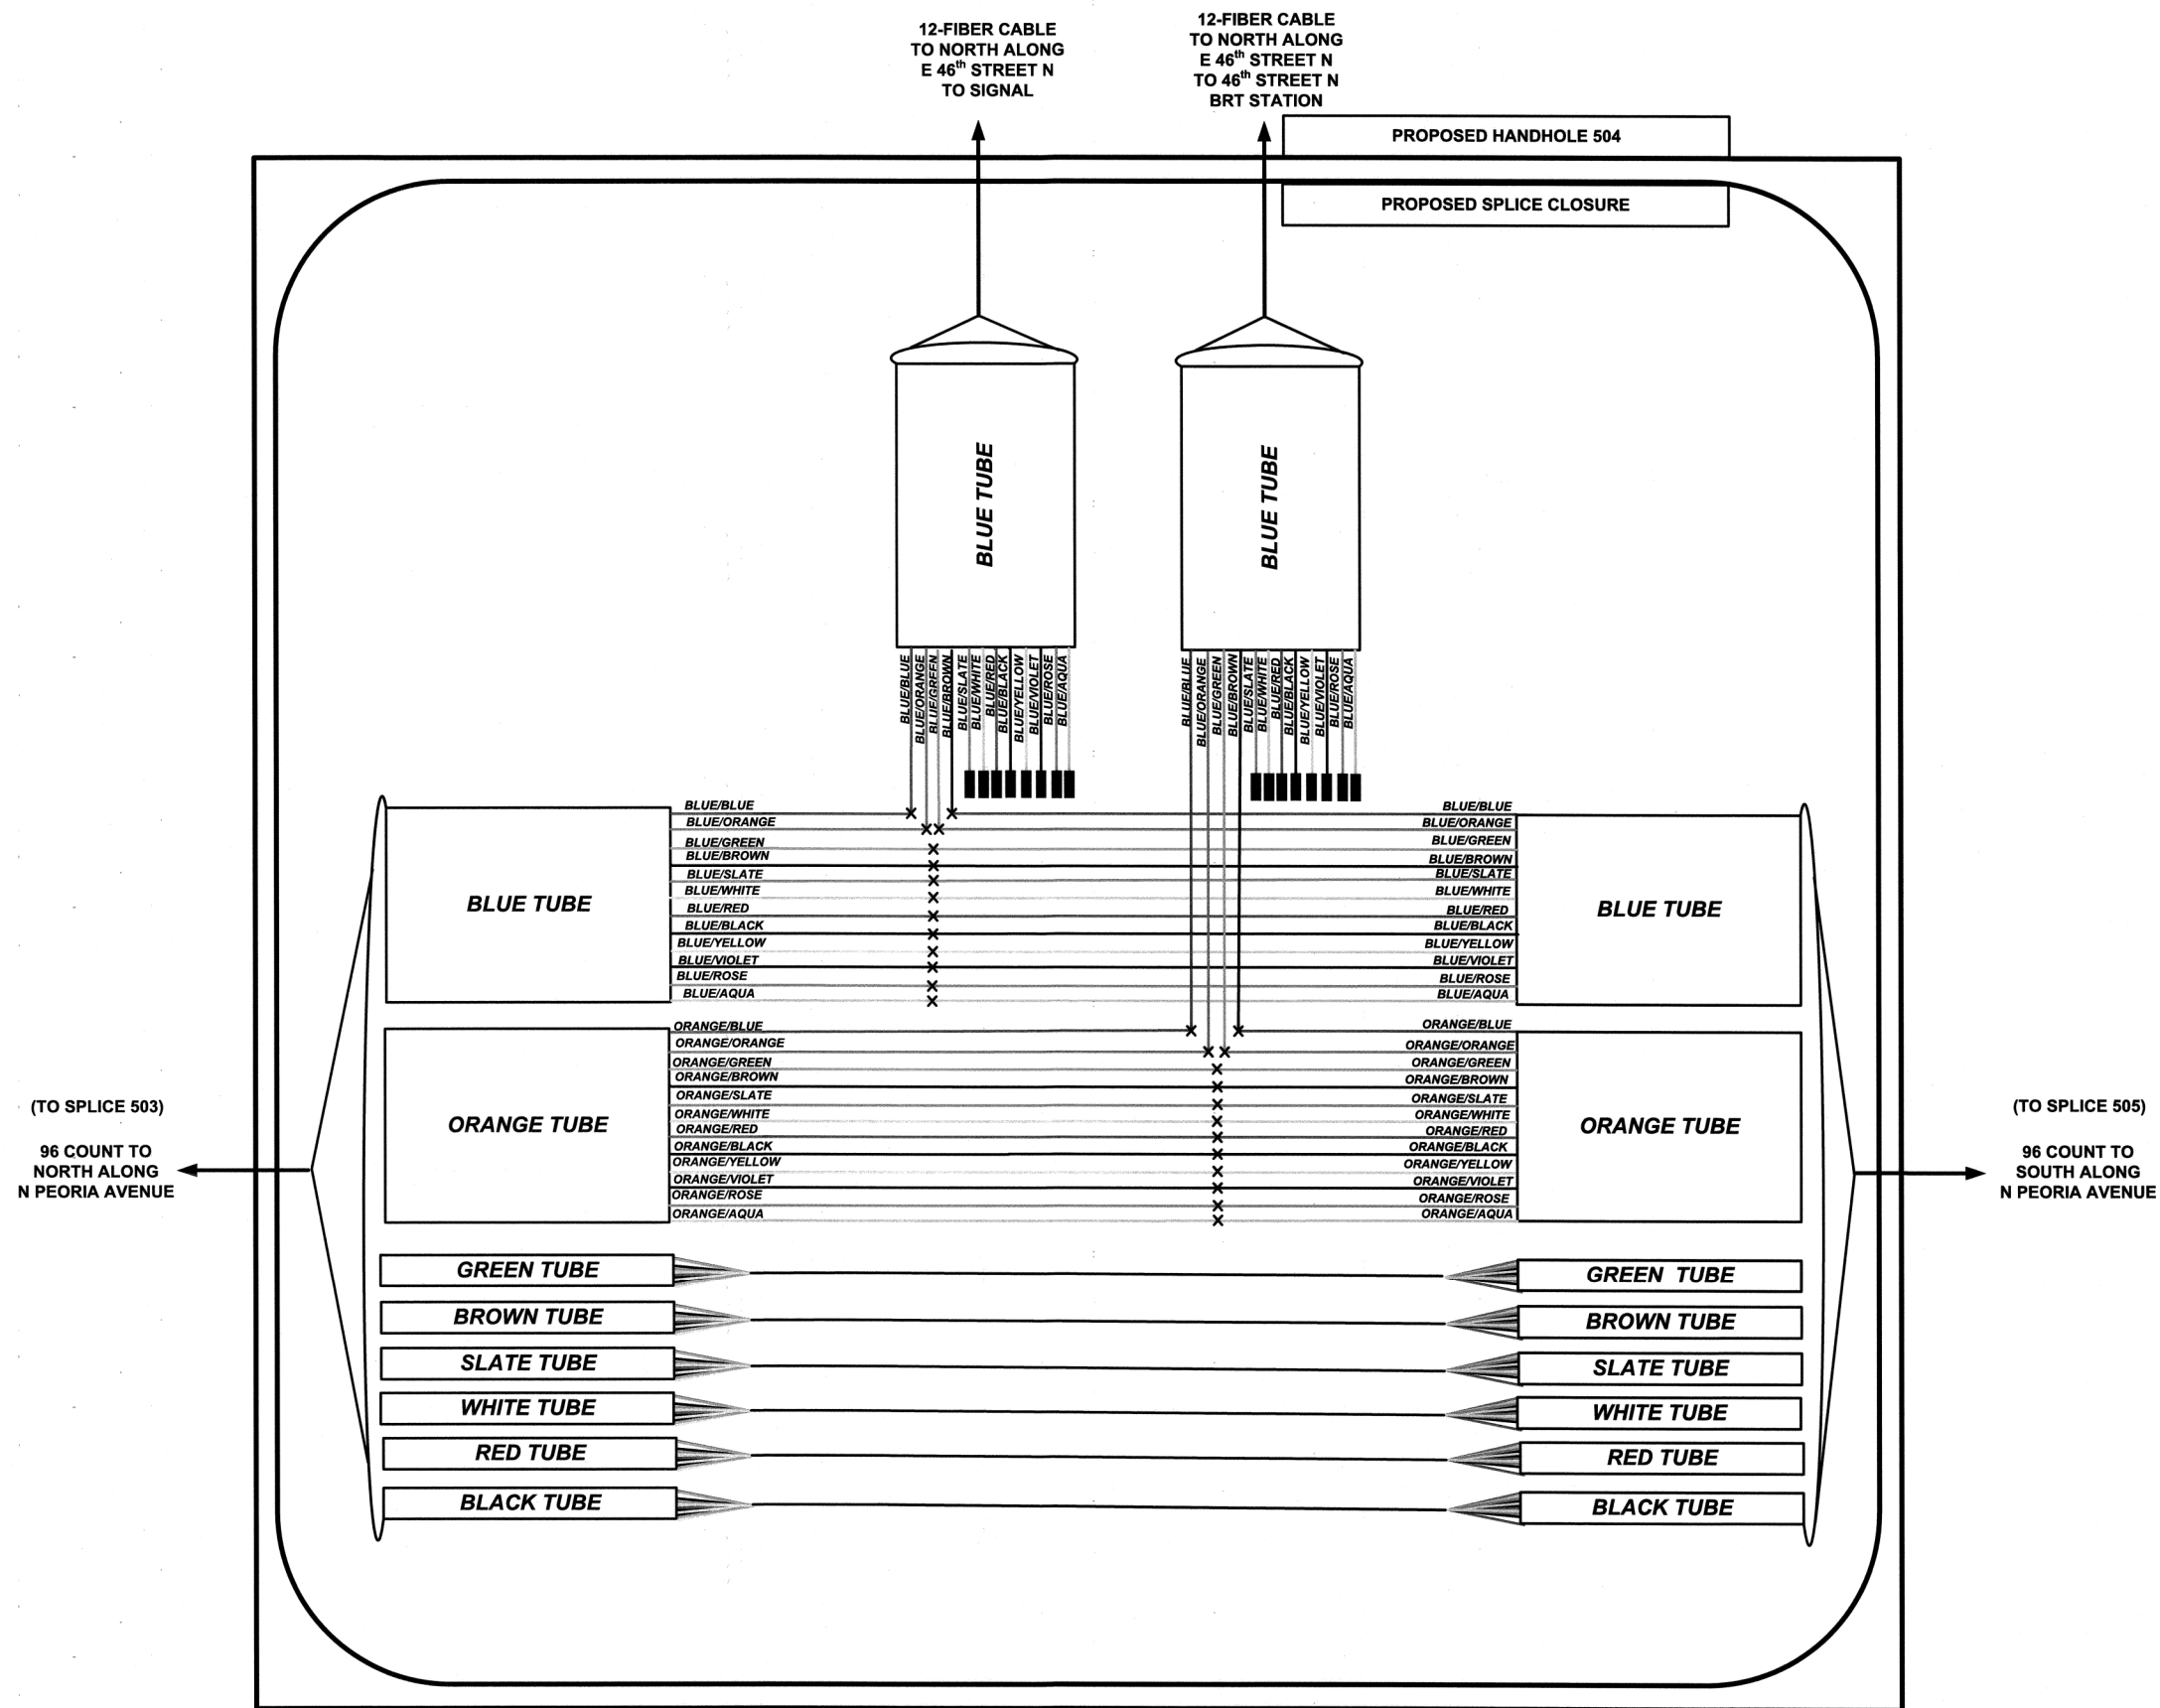 12-FIBER CABLE
TO NORTH ALONG
E 46th STREET N
TO SIGNAL
12-FIBER CABLE
TO NORTH ALONG
E 46th STREET N
TO 46th STREET N
BRT STATION
PROPOSED HANDHOLE 504
PROPOSED SPLICE CLOSURE
BLUE TUBE
BLUE TUBE
BLUE/BLUE
BLUE/ORANGE
BLUE/GREEN
BLUE/BROWN
BLUE/SLATE
BLUE/WHITE
BLUE/RED
BLUE/BLACK
BLUE/YELLOW
BLUE/VIOLET
BLUE/ROSE
BLUE/AQUA
BLUE/BLUE
BLUE/ORANGE
BLUE/GREEN
BLUE/BROWN
BLUE/SLATE
BLUE/WHITE
BLUE/RED
BLUE/BLACK
BLUE/YELLOW
BLUE/VIOLET
BLUE/ROSE
BLUE/AQUA
BLUE TUBE
BLUE/BLUE
BLUE/ORANGE
BLUE/GREEN
BLUE/BROWN
BLUE/SLATE
BLUE/WHITE
BLUE/RED
BLUE/BLACK
BLUE/YELLOW
BLUE/VIOLET
BLUE/ROSE
BLUE/AQUA
BLUE/BLUE
BLUE/ORANGE
BLUE/GREEN
BLUE/BROWN
BLUE/SLATE
BLUE/WHITE
BLUE/RED
BLUE/BLACK
BLUE/YELLOW
BLUE/VIOLET
BLUE/ROSE
BLUE/AQUA
BLUE TUBE
ORANGE TUBE
ORANGE/BLUE
ORANGE/ORANGE
ORANGE/GREEN
ORANGE/BROWN
ORANGE/SLATE
ORANGE/WHITE
ORANGE/RED
ORANGE/BLACK
ORANGE/YELLOW
ORANGE/VIOLET
ORANGE/ROSE
ORANGE/AQUA
ORANGE/BLUE
ORANGE/ORANGE
ORANGE/GREEN
ORANGE/BROWN
ORANGE/SLATE
ORANGE/WHITE
ORANGE/RED
ORANGE/BLACK
ORANGE/YELLOW
ORANGE/VIOLET
ORANGE/ROSE
ORANGE/AQUA
ORANGE TUBE
(TO SPLICE 503)
96 COUNT TO
NORTH ALONG
N PEORIA AVENUE
(TO SPLICE 505)
96 COUNT TO
SOUTH ALONG
N PEORIA AVENUE
GREEN TUBE
GREEN TUBE
BROWN TUBE
BROWN TUBE
SLATE TUBE
SLATE TUBE
WHITE TUBE
WHITE TUBE
RED TUBE
RED TUBE
BLACK TUBE
BLACK TUBE